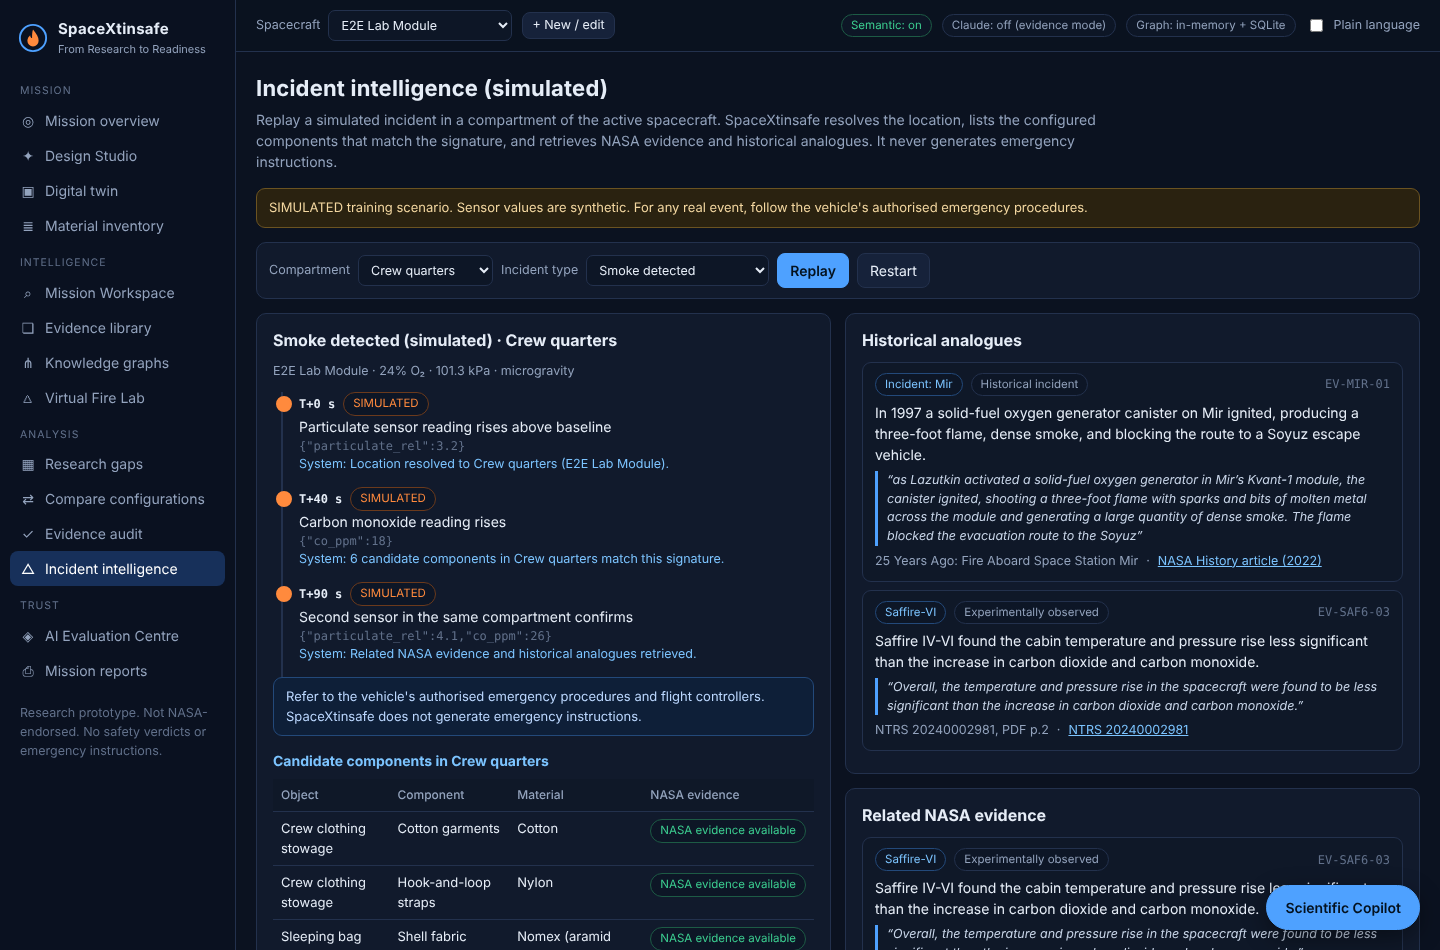 SpaceXtinsafe
From Research to Readiness
MISSION
Mission overview
Design Studio
Digital twin
Material inventory
INTELLIGENCE
Mission Workspace
Evidence library
Knowledge graphs
Virtual Fire Lab
ANALYSIS
Research gaps
Compare configurations
Evidence audit
Incident intelligence
TRUST
AI Evaluation Centre
Mission reports
Research prototype. Not NASA-
endorsed. No safety verdicts or
emergency instructions.
Spacecraft E2E Lab Module + New / edit Semantic: on Claude: off (evidence mode) Graph: in-memory + SQLite Plain language
Incident intelligence (simulated)
Replay a simulated incident in a compartment of the active spacecraft. SpaceXtinsafe resolves the location, lists the configured
components that match the signature, and retrieves NASA evidence and historical analogues. It never generates emergency
instructions.
SIMULATED training scenario. Sensor values are synthetic. For any real event, follow the vehicle's authorised emergency procedures.
Compartment Crew quarters Incident type Smoke detected Replay Restart
Smoke detected (simulated) · Crew quarters
E2E Lab Module · 24% O₂ · 101.3 kPa · microgravity
T+0 s SIMULATED
Particulate sensor reading rises above baseline
{"particulate_rel":3.2}
System: Location resolved to Crew quarters (E2E Lab Module).
T+40 s SIMULATED
Carbon monoxide reading rises
{"co_ppm":18}
System: 6 candidate components in Crew quarters match this signature.
T+90 s SIMULATED
Second sensor in the same compartment confirms
{"particulate_rel":4.1,"co_ppm":26}
System: Related NASA evidence and historical analogues retrieved.
Refer to the vehicle's authorised emergency procedures and flight controllers.
SpaceXtinsafe does not generate emergency instructions.
Candidate components in Crew quarters
Object Component Material NASA evidence
Crew clothing stowage Cotton garments Cotton NASA evidence available
Crew clothing stowage Hook-and-loop straps Nylon NASA evidence available
Sleeping bag Shell fabric Nomex (aramid NASA evidence available
Historical analogues
Incident: Mir Historical incident EV-MIR-01
In 1997 a solid-fuel oxygen generator canister on Mir ignited, producing a
three-foot flame, dense smoke, and blocking the route to a Soyuz escape
vehicle.
“as Lazutkin activated a solid-fuel oxygen generator in Mir’s Kvant-1 module, the
canister ignited, shooting a three-foot flame with sparks and bits of molten metal
across the module and generating a large quantity of dense smoke. The flame
blocked the evacuation route to the Soyuz”
25 Years Ago: Fire Aboard Space Station Mir · NASA History article (2022)
Saffire-VI Experimentally observed EV-SAF6-03
Saffire IV-VI found the cabin temperature and pressure rise less significant
than the increase in carbon dioxide and carbon monoxide.
“Overall, the temperature and pressure rise in the spacecraft were found to be less
significant than the increase in carbon dioxide and carbon monoxide.”
NTRS 20240002981, PDF p.2 · NTRS 20240002981
Related NASA evidence
Saffire-VI Experimentally observed EV-SAF6-03
Saffire IV-VI found the cabin temperature and pressure rise
than the increase in carbon dioxide and carbon monoxide.
“Overall, the temperature and pressure rise in the spacecraft were found to be less
Scientific Copilot